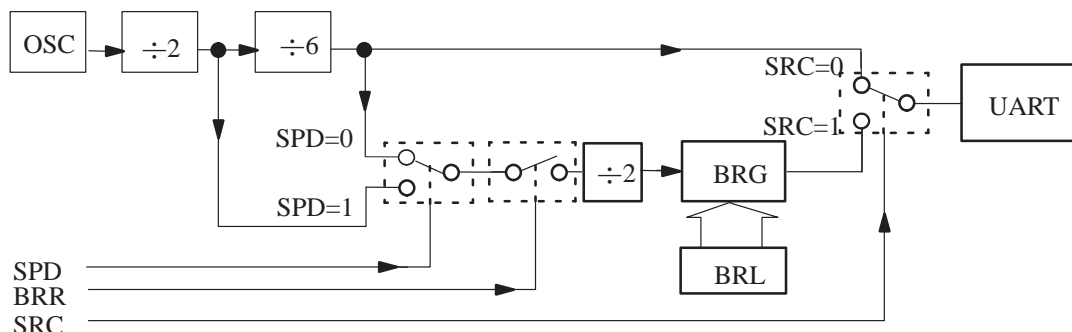 OSC
÷2
÷6
SRC=0
UART
SRC=1
SPD=0
÷2
BRG
SPD=1
BRL
SPD
BRR
SRC